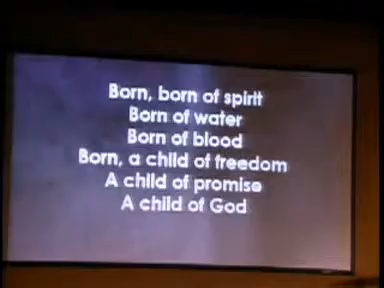 Born, born of spirit
Born of water
Born of blood
Born, a child of freedom
A child of promise
A child of God